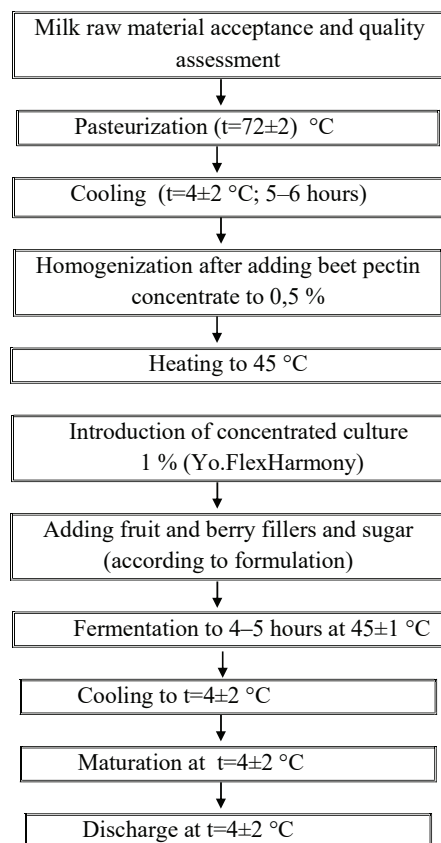 Milk raw material acceptance and quality
assessment
Pasteurization (t=72±2) °C
Cooling (t=4±2 °C; 5–6 hours)
Homogenization after adding beet pectin
concentrate to 0,5 %
Heating to 45 °C
Introduction of concentrated culture
1 % (Yo.FlexHarmony)
Adding fruit and berry fillers and sugar
(according to formulation)
Fermentation to 4–5 hours at 45±1 °C
Cooling to t=4±2 °C
Maturation at t=4±2 °C
Discharge at t=4±2 °C